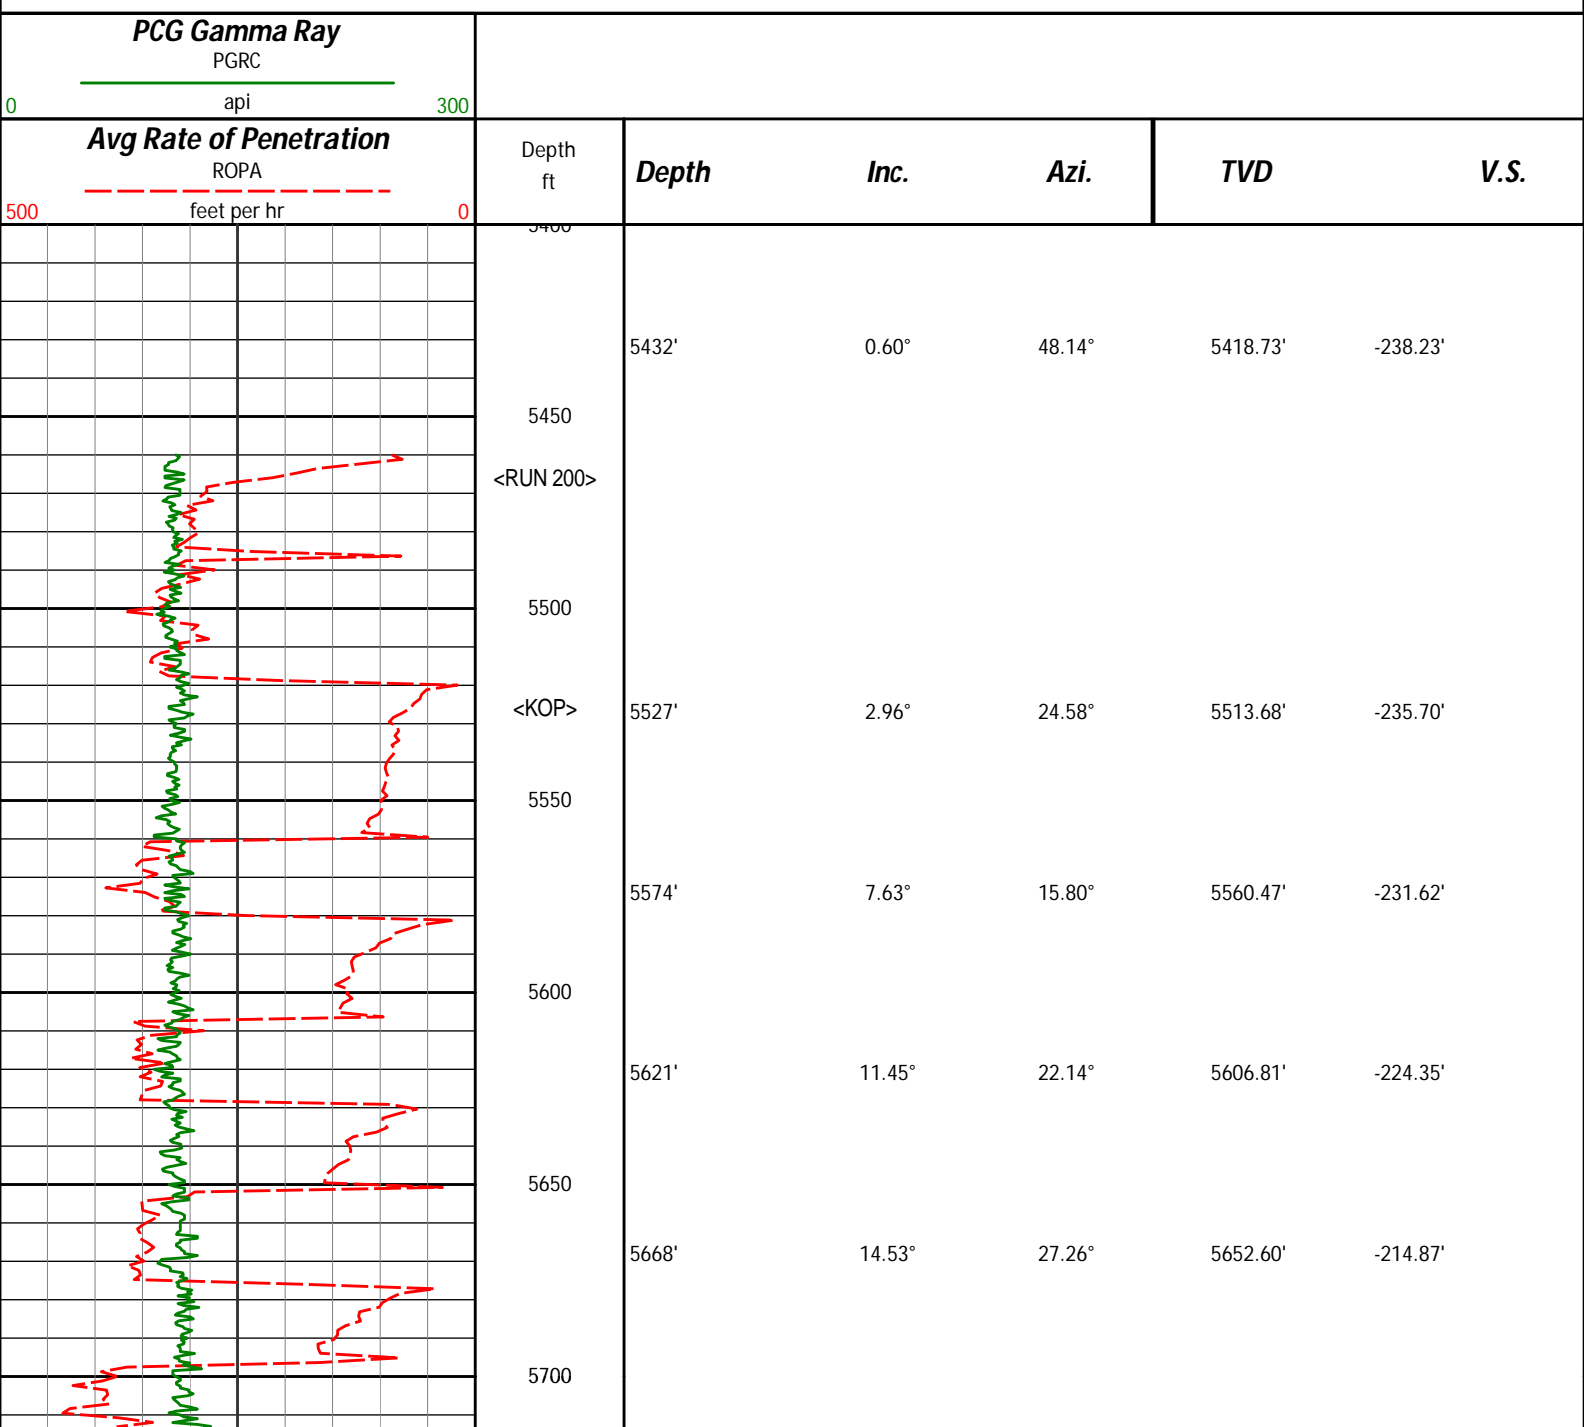 PCG Gamma Ray
PGRC
0 api 300
Avg Rate of Penetration
ROPA
500 feet per hr 0
Depth
ft
Depth Inc. Azi. TVD V.S.
5400
5432' 0.60° 48.14° 5418.73' -238.23'
5450
<RUN 200>
5500
<KOP>
5527' 2.96° 24.58° 5513.68' -235.70'
5550
5574' 7.63° 15.80° 5560.47' -231.62'
5600
5621' 11.45° 22.14° 5606.81' -224.35'
5650
5668' 14.53° 27.26° 5652.60' -214.87'
5700